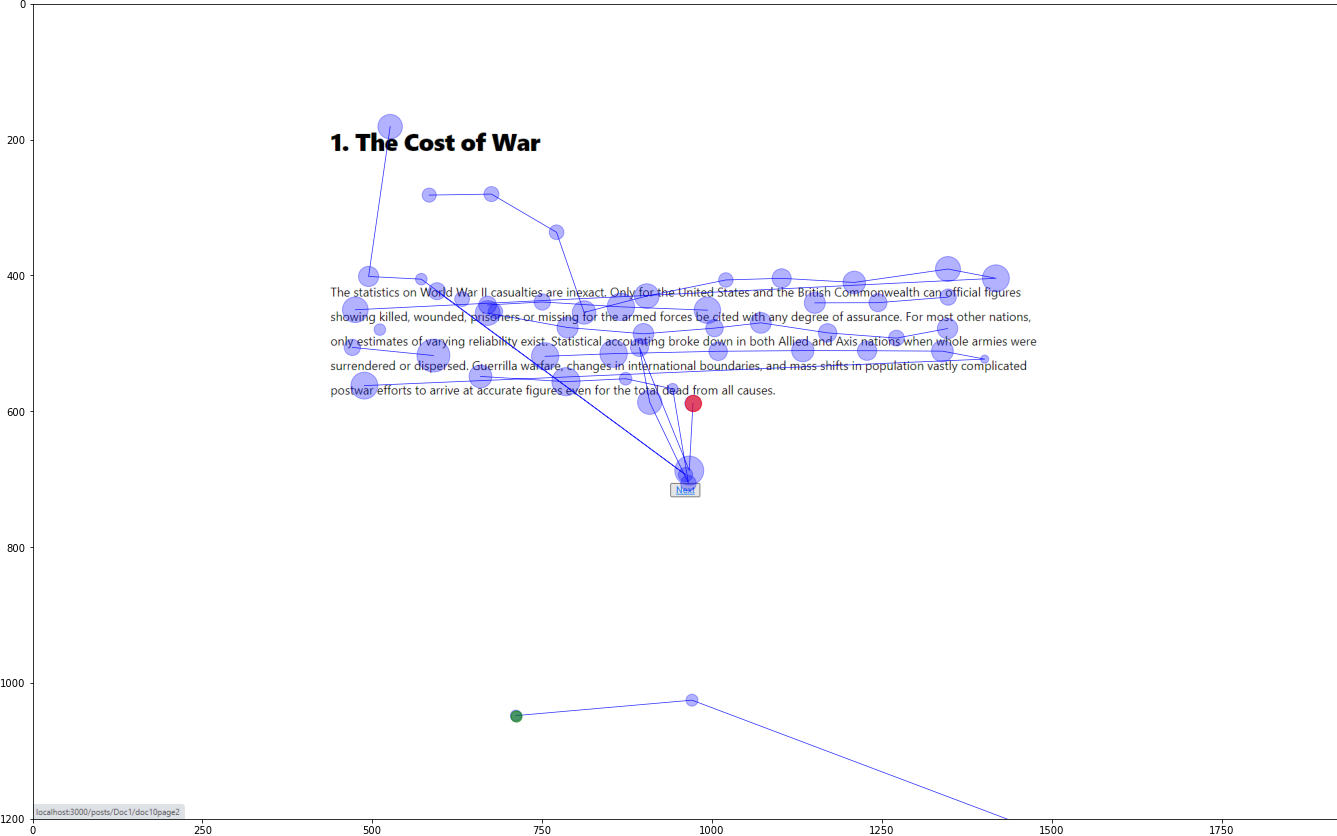 0
200
1. The Cost of War
400
The statistics on World War II casualties are inexact. Only for the United States and the British Commonwealth can official figures
showing killed, wounded, prisoners or missing for the armed forces be cited with any degree of assurance. For most other nations,
only estimates of varying reliability exist. Statistical accounting broke down in both Allied and Axis nations when whole armies were
surrendered or dispersed. Guerrilla warfare, changes in international boundaries, and mass shifts in population vastly complicated
postwar efforts to arrive at accurate figures even for the total dead from all causes.
600
Next
800
1000
localhost:3000/posts/Doc1/doc10page2
1200
0 250 500 750 1000 1250 1500 1750